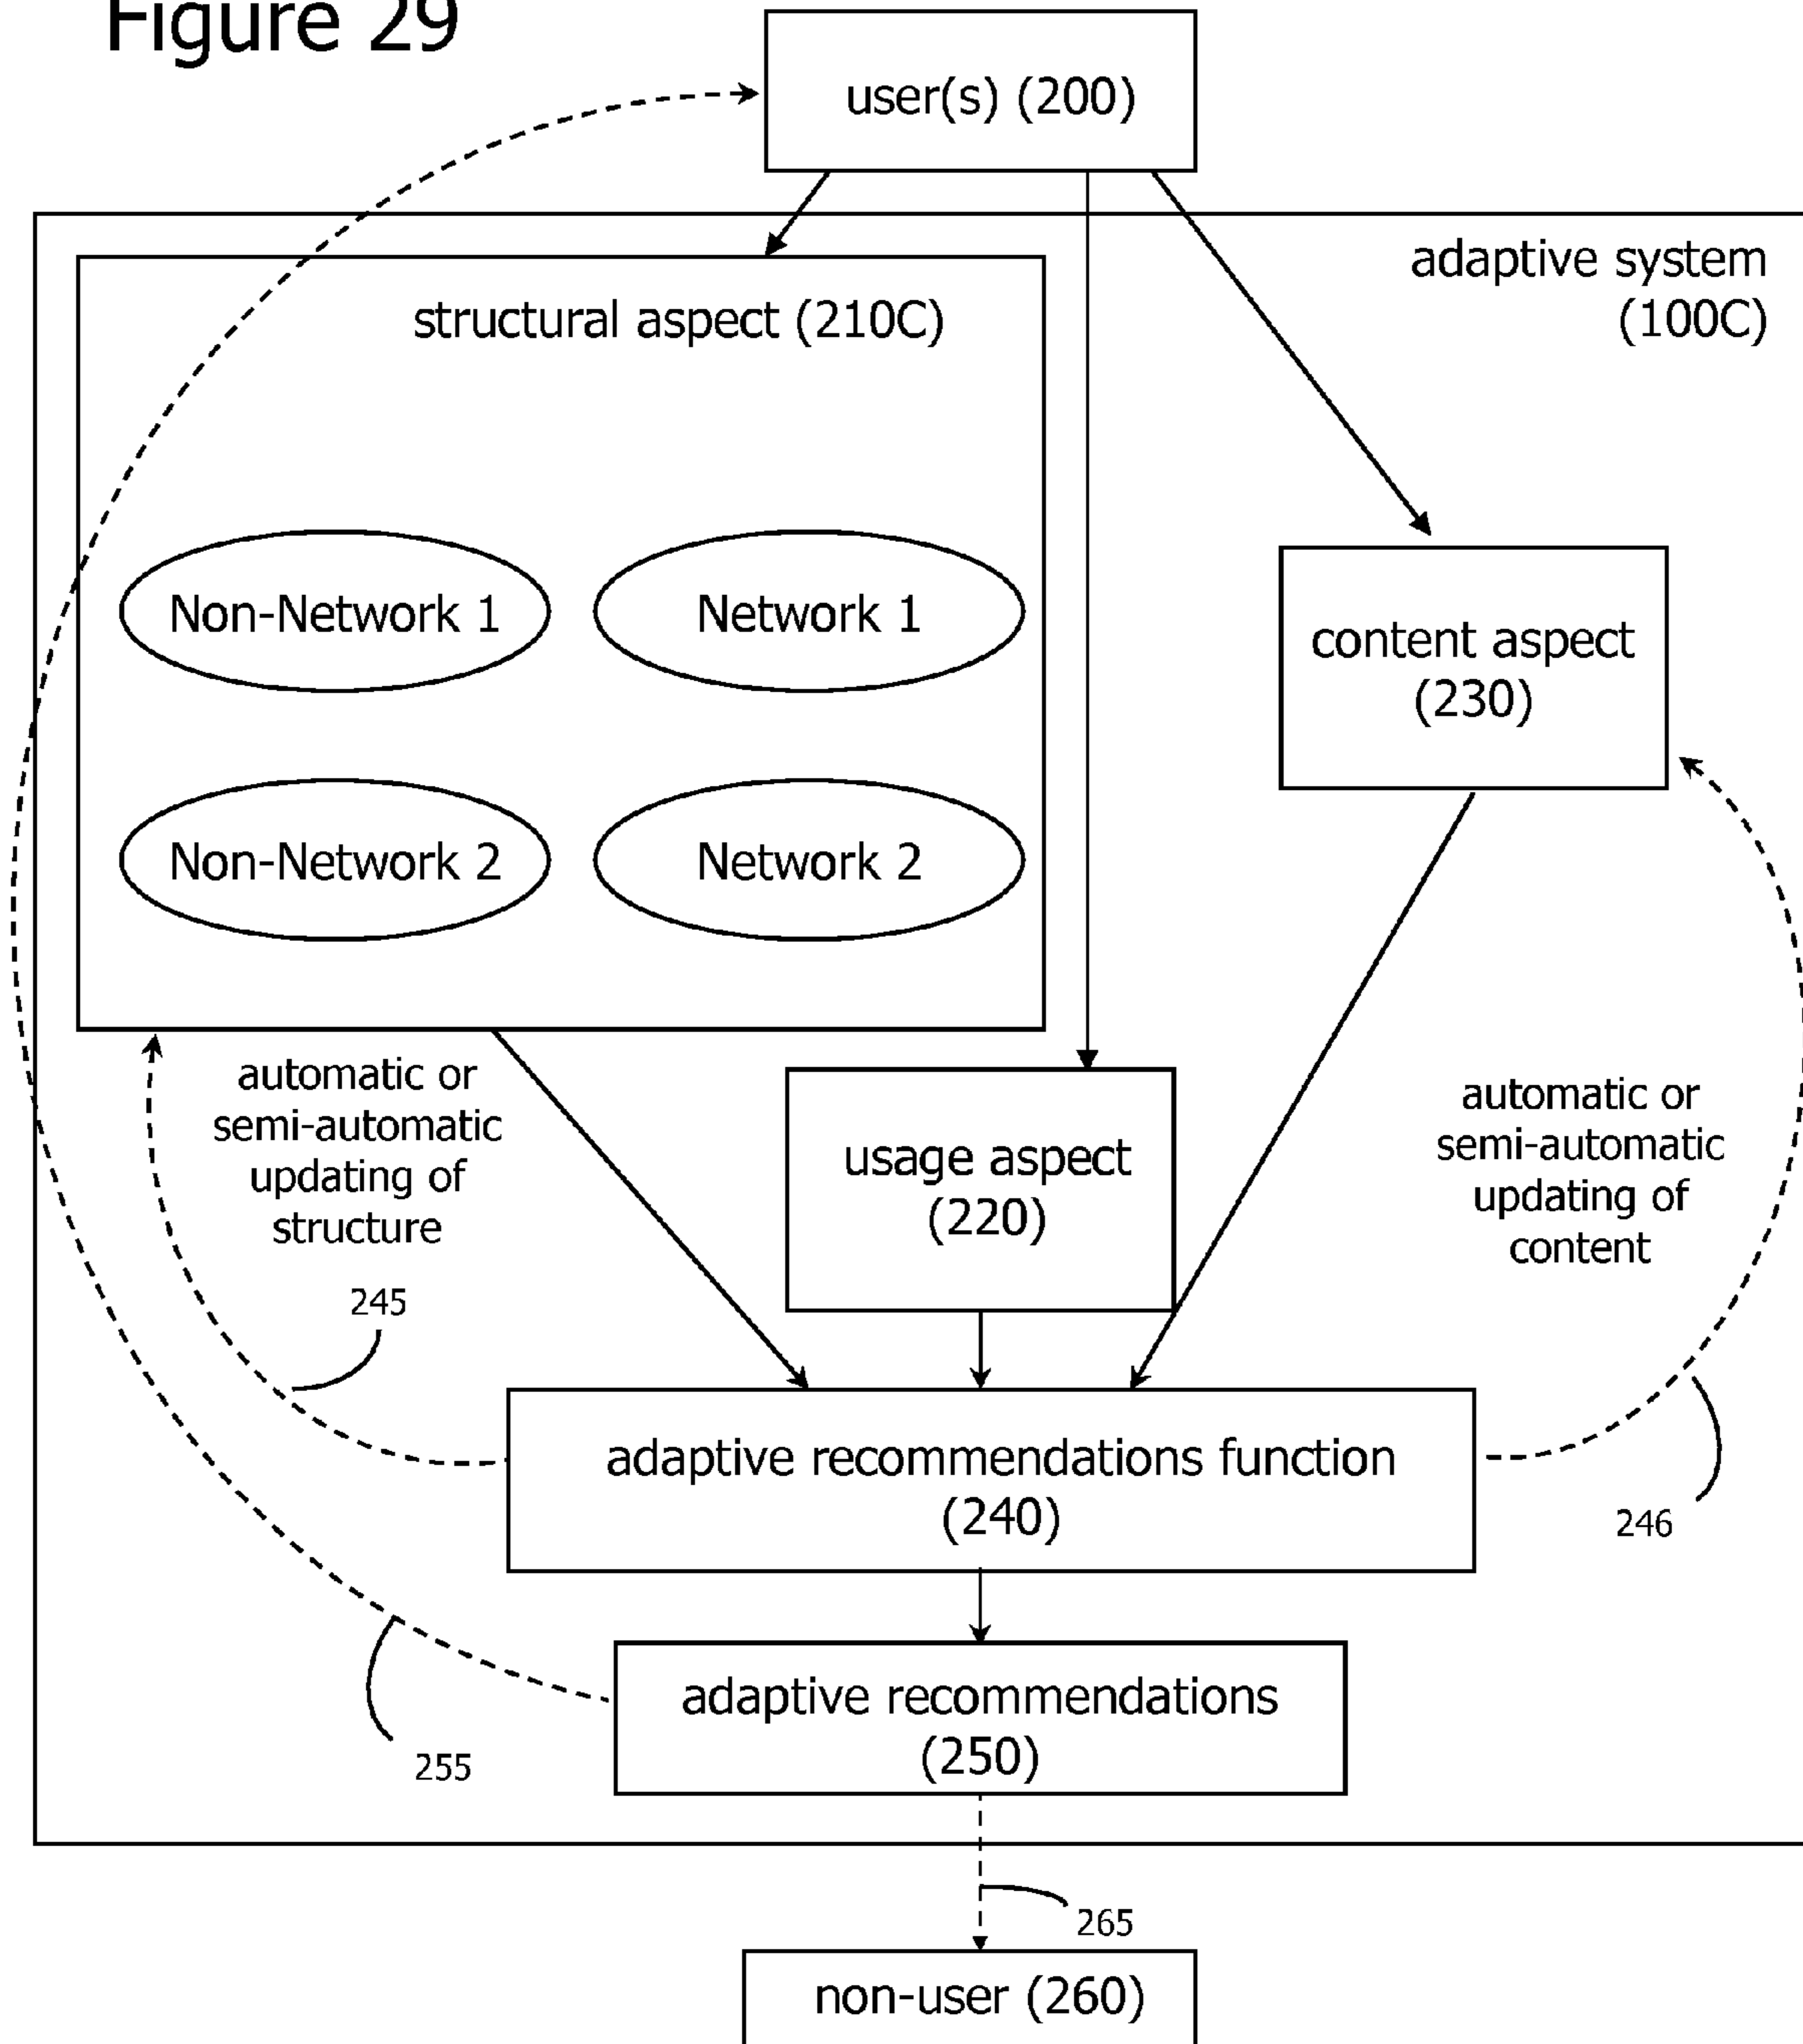 Figure 29
user(s) (200)
adaptive system
(100C)
structural aspect (210C)
Non-Network 1
Network 1
content aspect
(230)
Non-Network 2
Network 2
automatic or
semi-automatic
updating of
structure
usage aspect
(220)
automatic or
semi-automatic
updating of
content
245
adaptive recommendations function
(240)
246
adaptive recommendations
(250)
255
265
non-user (260)